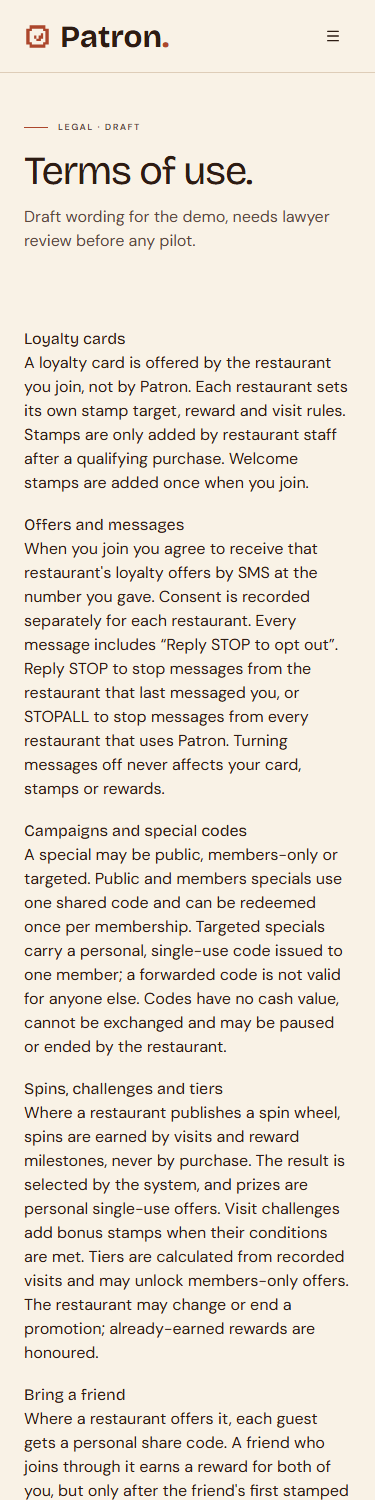 Patron.
LEGAL · DRAFT
Terms of use.
Draft wording for the demo, needs lawyer
review before any pilot.
Loyalty cards
A loyalty card is offered by the restaurant
you join, not by Patron. Each restaurant sets
its own stamp target, reward and visit rules.
Stamps are only added by restaurant staff
after a qualifying purchase. Welcome
stamps are added once when you join.
Offers and messages
When you join you agree to receive that
restaurant's loyalty offers by SMS at the
number you gave. Consent is recorded
separately for each restaurant. Every
message includes “Reply STOP to opt out”.
Reply STOP to stop messages from the
restaurant that last messaged you, or
STOPALL to stop messages from every
restaurant that uses Patron. Turning
messages off never affects your card,
stamps or rewards.
Campaigns and special codes
A special may be public, members-only or
targeted. Public and members specials use
one shared code and can be redeemed
once per membership. Targeted specials
carry a personal, single-use code issued to
one member; a forwarded code is not valid
for anyone else. Codes have no cash value,
cannot be exchanged and may be paused
or ended by the restaurant.
Spins, challenges and tiers
Where a restaurant publishes a spin wheel,
spins are earned by visits and reward
milestones, never by purchase. The result is
selected by the system, and prizes are
personal single-use offers. Visit challenges
add bonus stamps when their conditions
are met. Tiers are calculated from recorded
visits and may unlock members-only offers.
The restaurant may change or end a
promotion; already-earned rewards are
honoured.
Bring a friend
Where a restaurant offers it, each guest
gets a personal share code. A friend who
joins through it earns a reward for both of
you, but only after the friend's first stamped